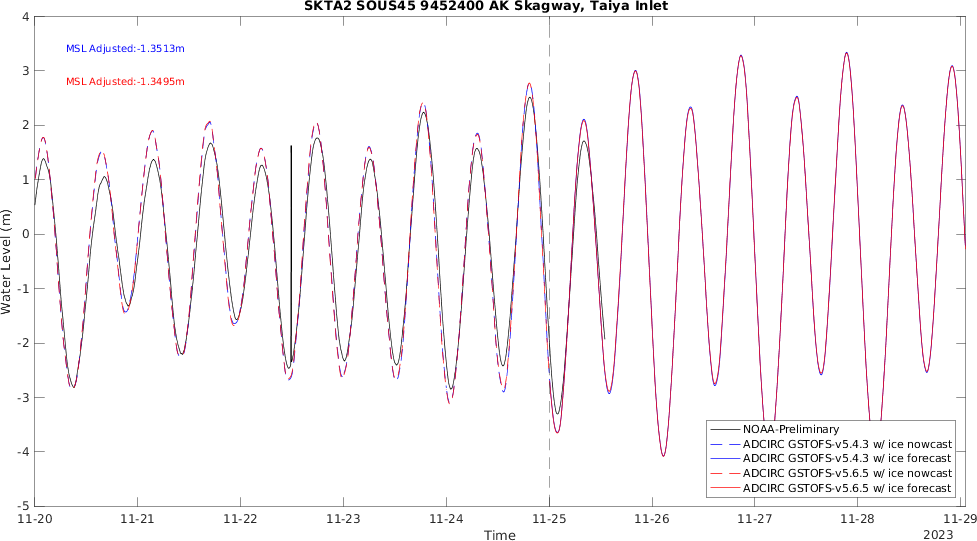 SKTA2 SOUS45 9452400 AK Skagway, Taiya Inlet
MSL Adjusted:-1.3513m
MSL Adjusted:-1.3495m
Water Level (m)
4
3
2
1
0
-1
-2
-3
-4
-5
NOAA-Preliminary
ADCIRC GSTOFS-v5.4.3 w/ ice nowcast
ADCIRC GSTOFS-v5.4.3 w/ ice forecast
ADCIRC GSTOFS-v5.6.5 w/ ice nowcast
ADCIRC GSTOFS-v5.6.5 w/ ice forecast
11-20 11-21 11-22 11-23 11-24 11-25 11-26 11-27 11-28 11-29
Time
2023